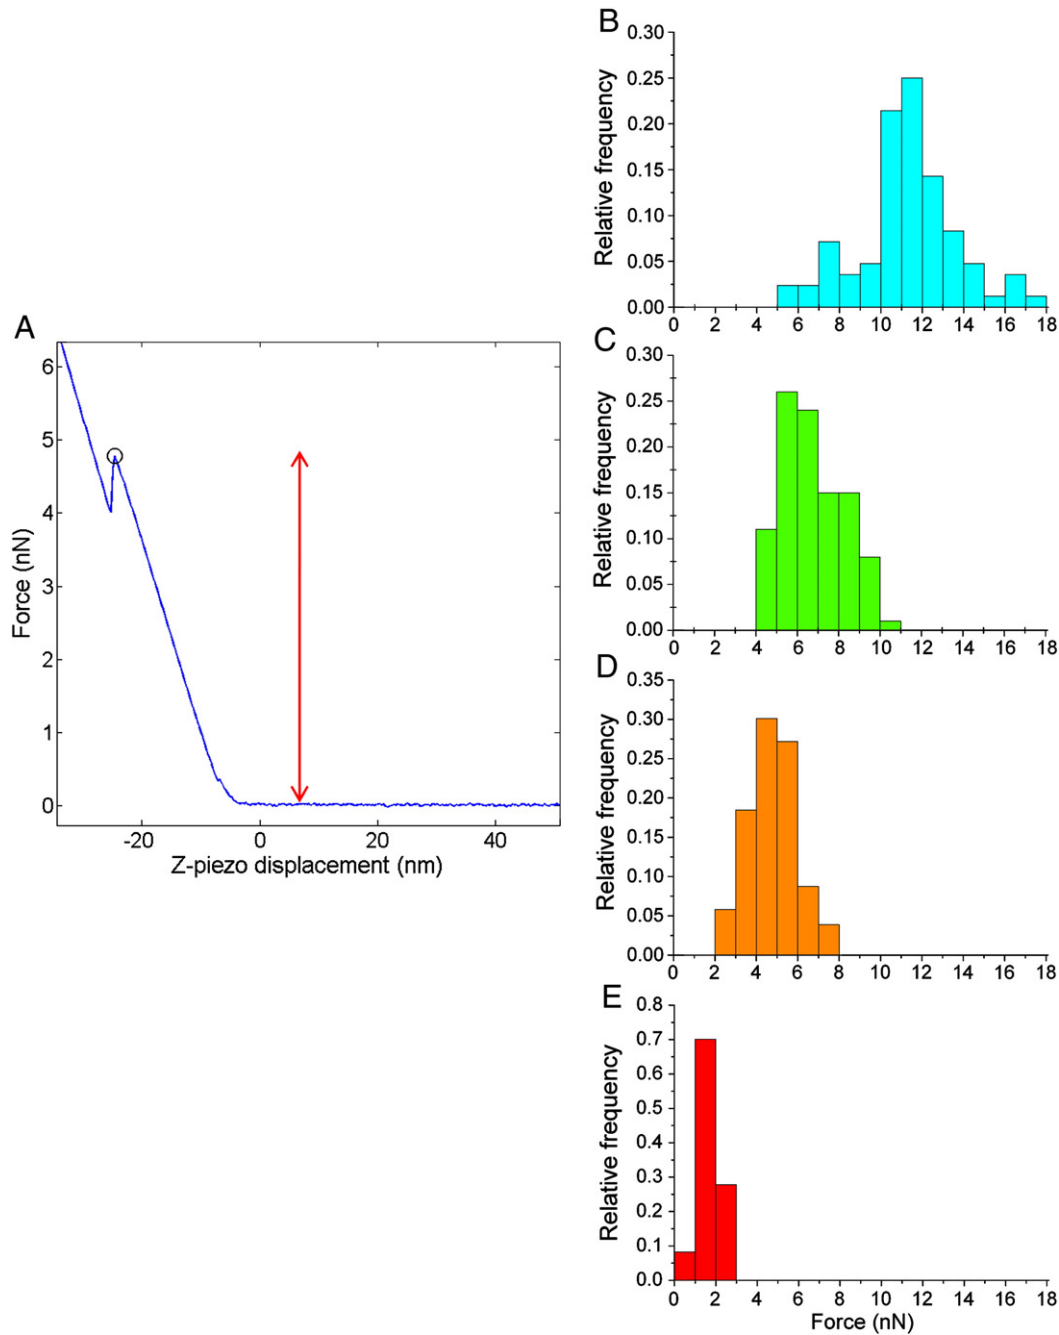 A
6
5
4
3
2
1
0
Force (nN)
-20 0 20 40
Z-piezo displacement (nm)
B
0.30
0.25
0.20
0.15
0.10
0.05
0.00
Relative frequency
0 2 4 6 8 10 12 14 16 18
C
0.30
0.25
0.20
0.15
0.10
0.05
0.00
Relative frequency
0 2 4 6 8 10 12 14 16 18
D
0.35
0.30
0.25
0.20
0.15
0.10
0.05
0.00
Relative frequency
0 2 4 6 8 10 12 14 16 18
E
0.8
0.7
0.6
0.5
0.4
0.3
0.2
0.1
0.0
Relative frequency
0 2 4 6 8 10 12 14 16 18
Force (nN)